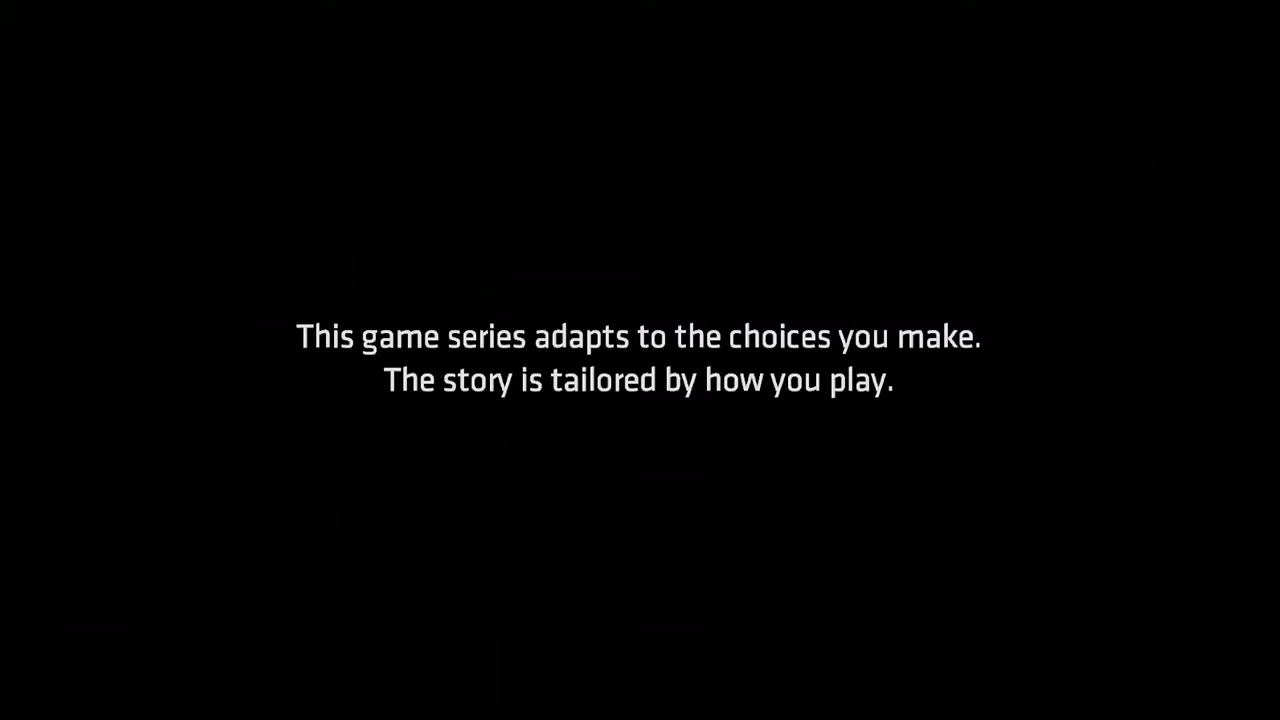 This game series adapts to the choices you make.
The story is tailored by how you play.